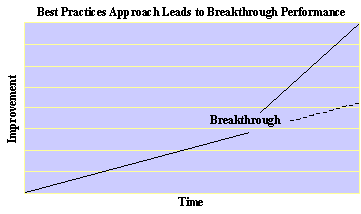 Best Practices Approach Leads to Breakthrough Performance
Improvement
Breakthrough
Time